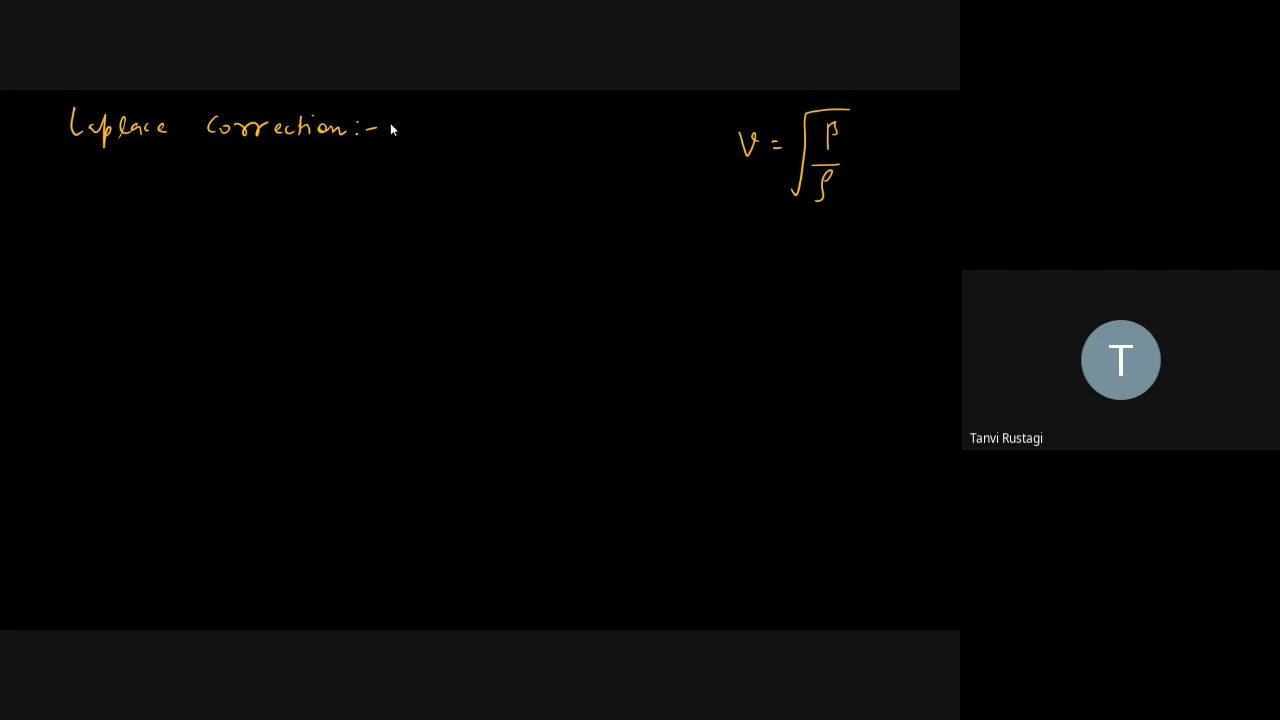 Laplace Correction:-
V = √(β/ρ)
T
Tanvi Rustagi